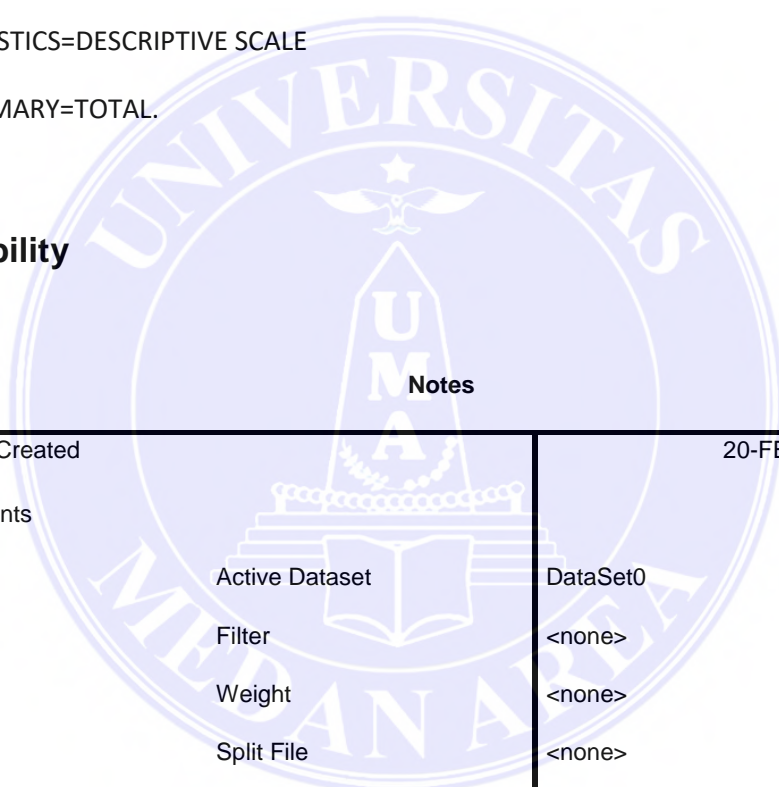 STICS=DESCRIPTIVE SCALE
MARY=TOTAL.
bility
Notes
Created 20-FE
nts
Active Dataset DataSet0
Filter <none>
Weight <none>
Split File <none>
UNIVERSITAS
MEDAN AREA
U
M
A